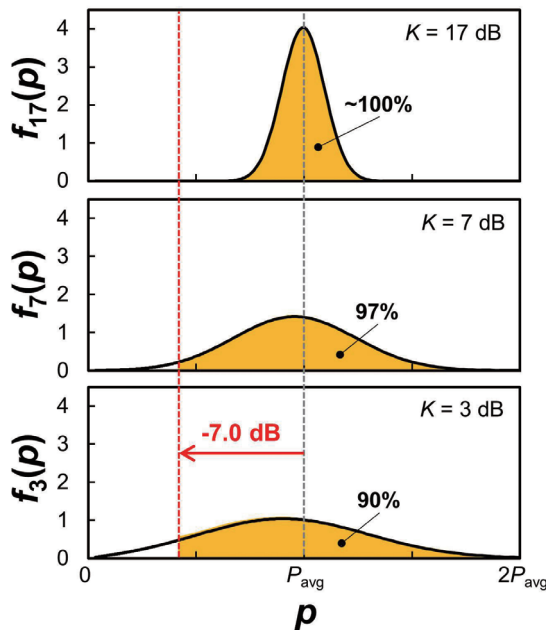 4
3
2
1
0
f17(p)
K = 17 dB
~100%
4
3
2
1
0
f7(p)
K = 7 dB
97%
4
3
2
1
0
f3(p)
K = 3 dB
-7.0 dB
90%
0
Pavg
2Pavg
p